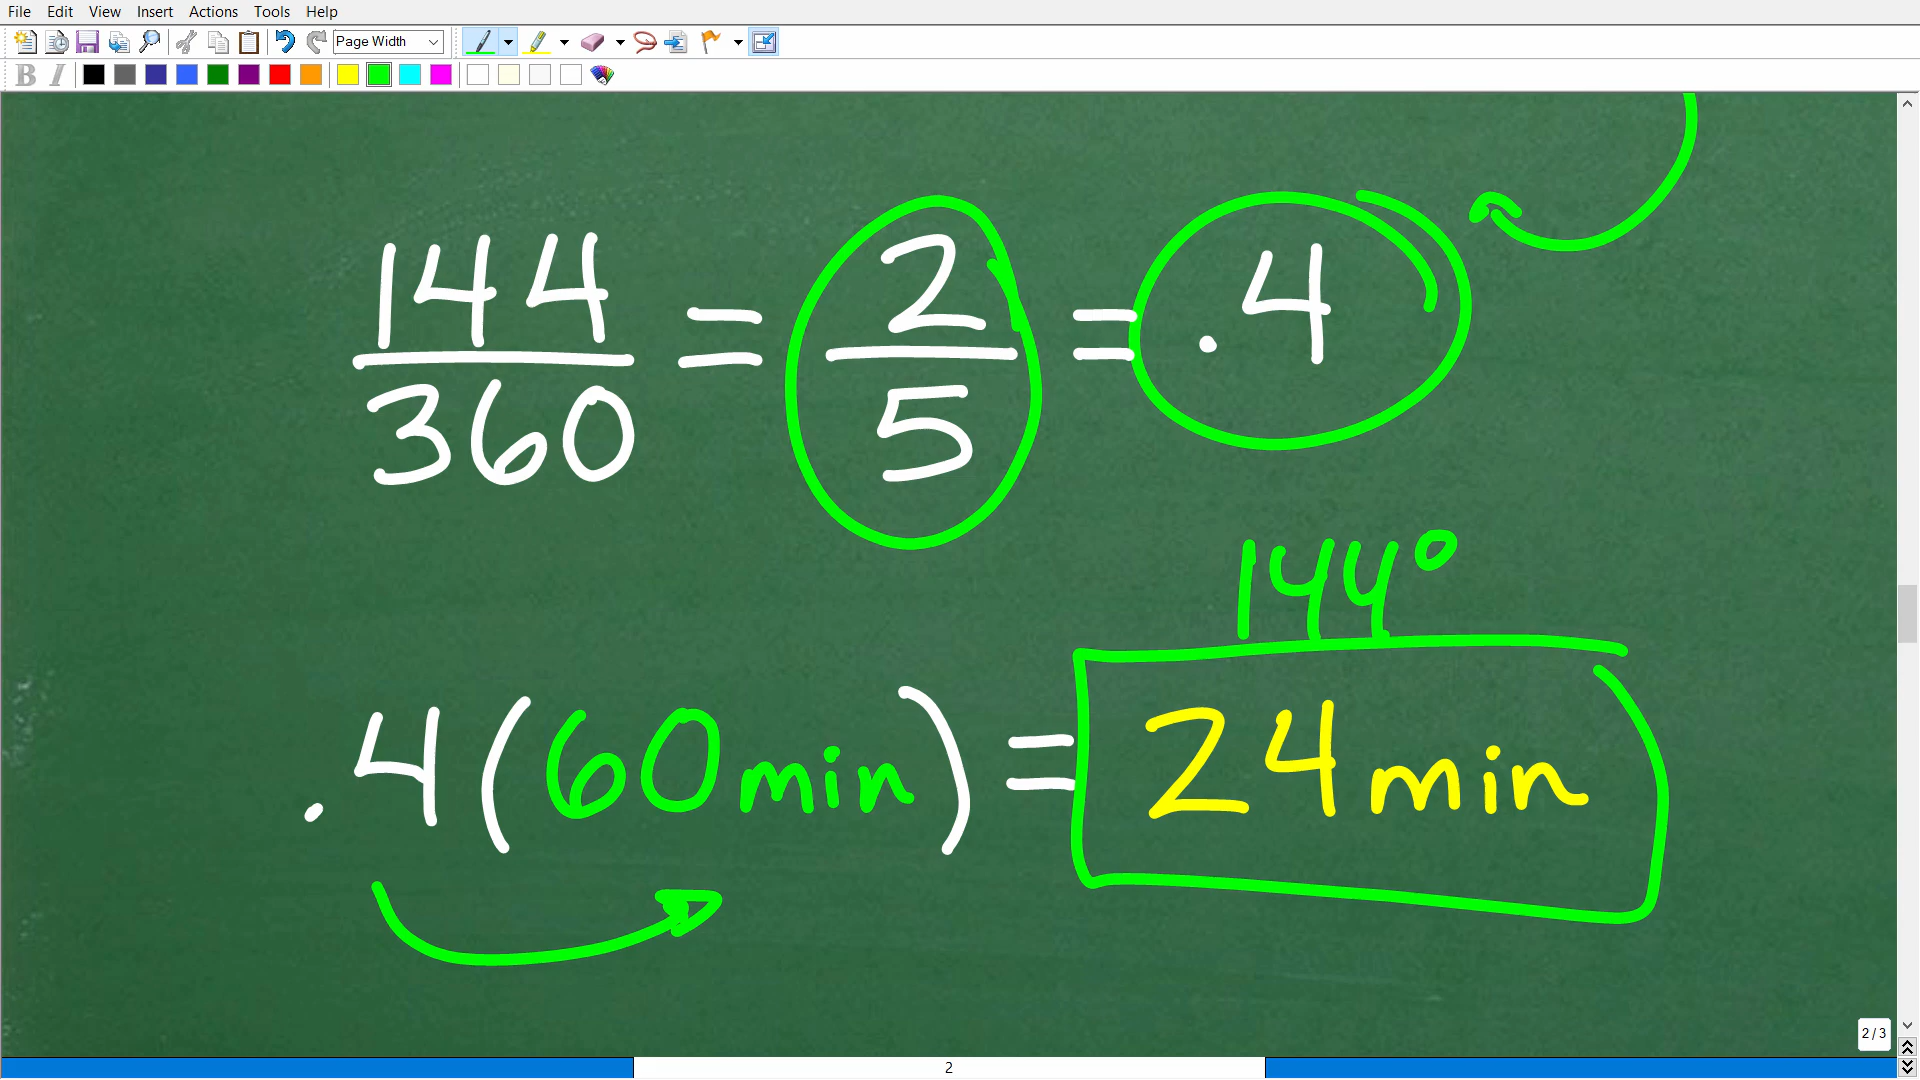 File Edit View Insert Actions Tools Help
Page Width
B I
144/360 = 2/5 = .4
144°
.4(60min) = 24min
2 / 3
2